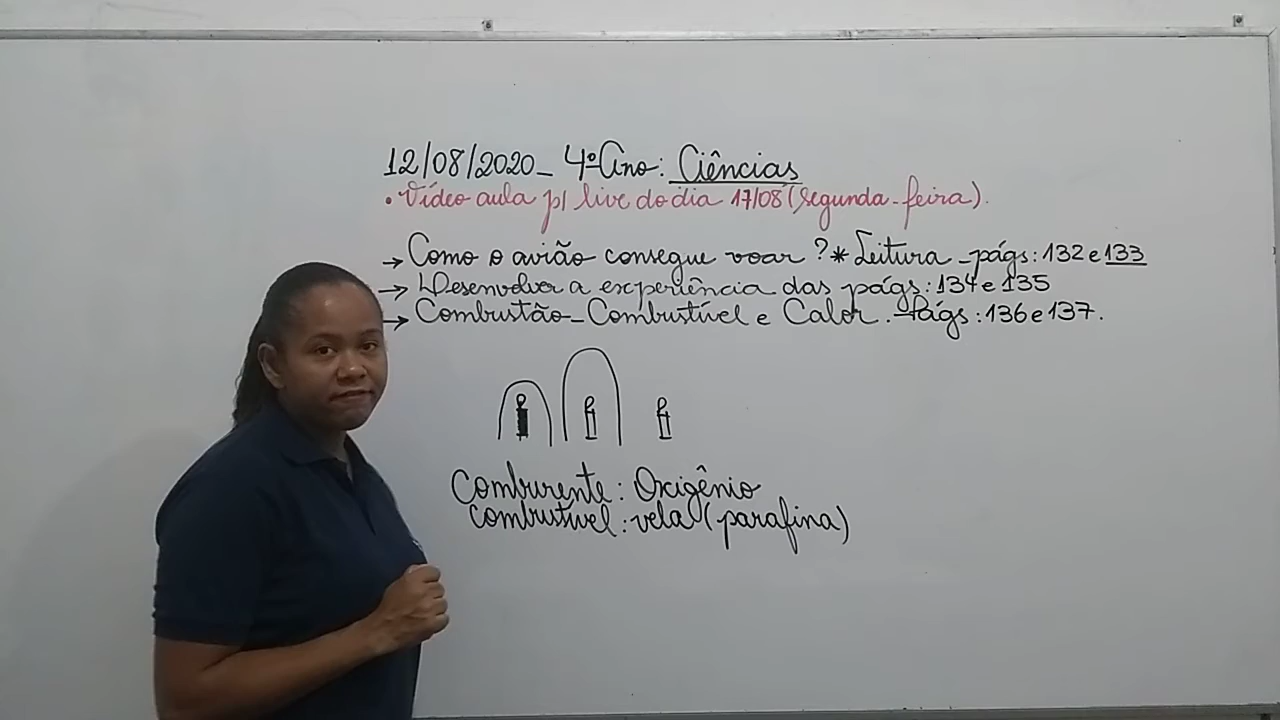 12/08/2020_ 4º Ano: Ciências
• Vídeo aula p/ live do dia 17/08 (segunda-feira).
→ Como o avião consegue voar ? * Leitura - págs: 132 e 133
→ Desenvolver a experiência das págs: 134 e 135
→ Combustão - Combustível e Calor. - Págs: 136 e 137.
Comburente: Oxigênio
combustível: vela (parafina)